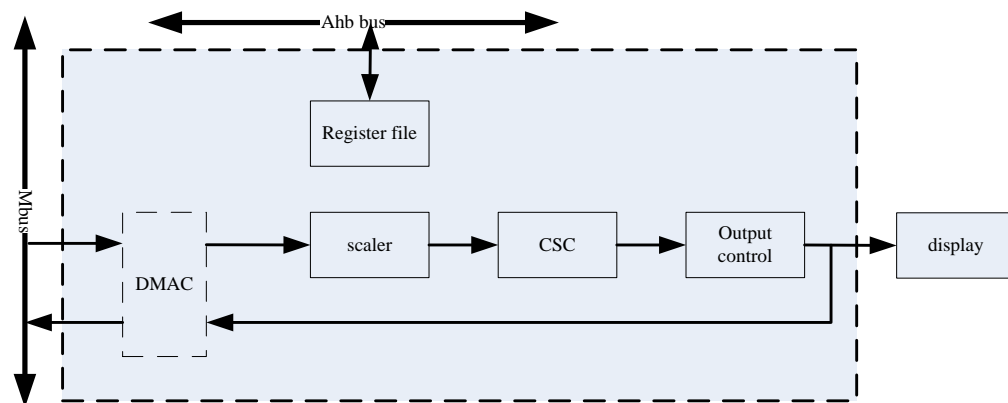 Ahb bus
Register file
Mbus
scaler
CSC
Output
control
display
DMAC